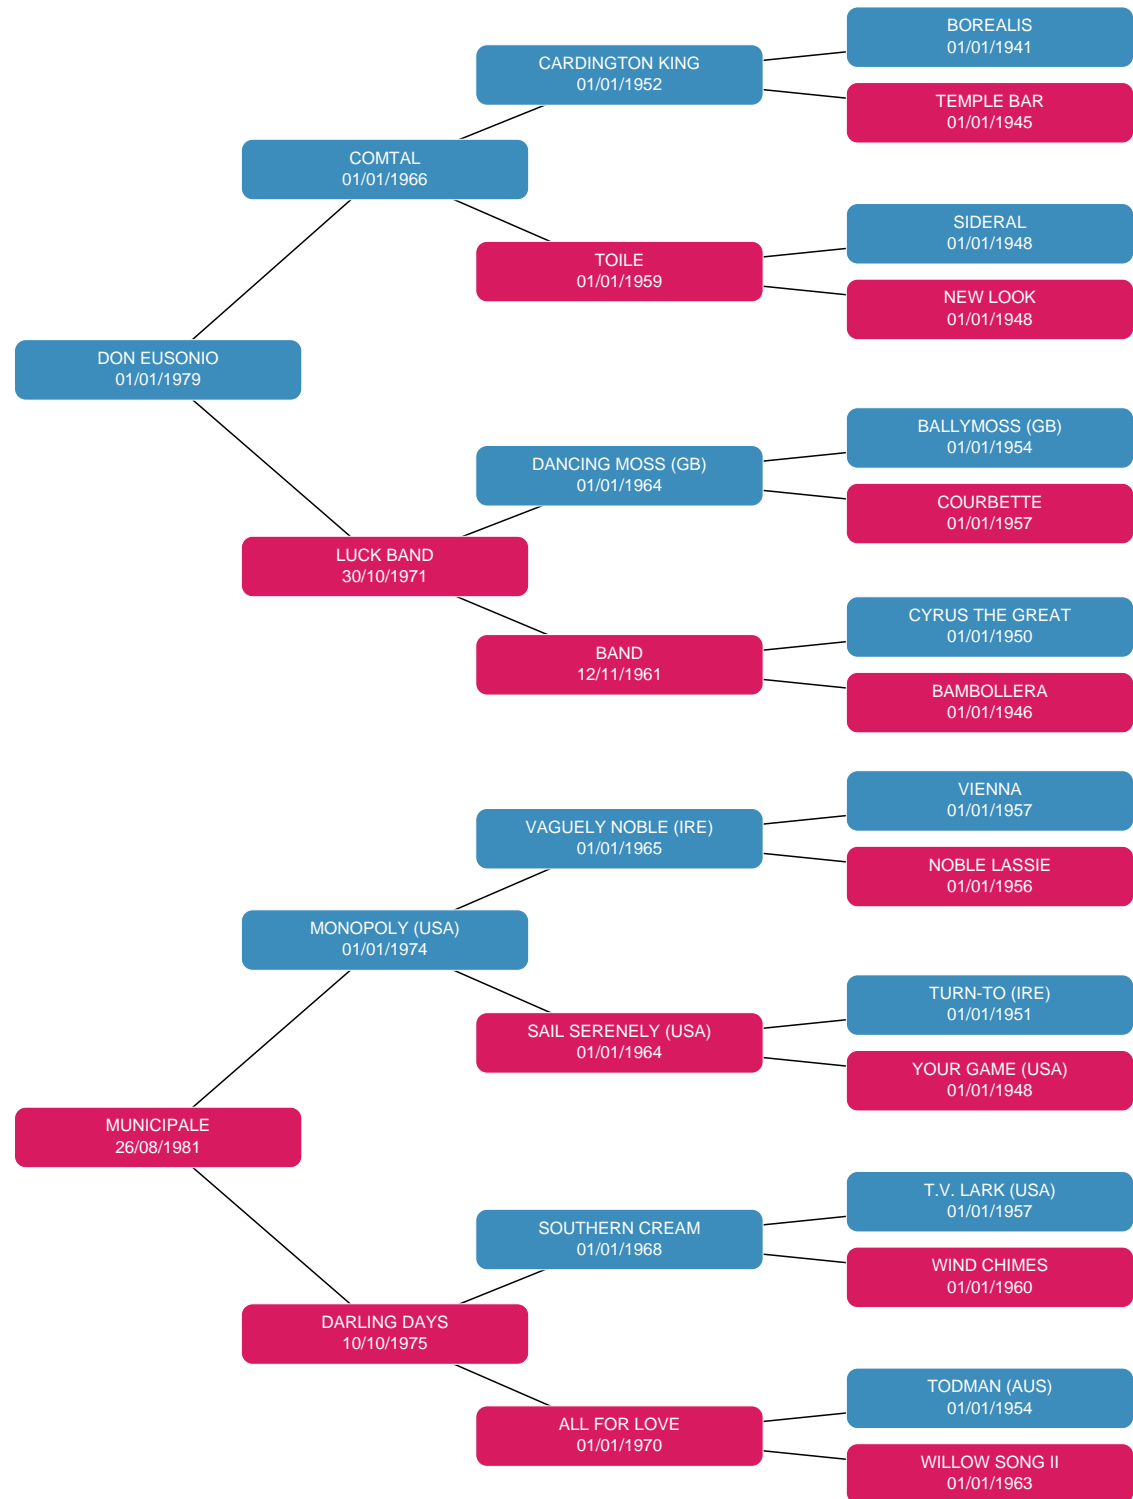 BOREALIS
01/01/1941
CARDINGTON KING
01/01/1952
TEMPLE BAR
01/01/1945
COMTAL
01/01/1966
SIDERAL
01/01/1948
TOILE
01/01/1959
NEW LOOK
01/01/1948
DON EUSONIO
01/01/1979
BALLYMOSS (GB)
01/01/1954
DANCING MOSS (GB)
01/01/1964
COURBETTE
01/01/1957
LUCK BAND
30/10/1971
CYRUS THE GREAT
01/01/1950
BAND
12/11/1961
BAMBOLLERA
01/01/1946
VIENNA
01/01/1957
VAGUELY NOBLE (IRE)
01/01/1965
NOBLE LASSIE
01/01/1956
MONOPOLY (USA)
01/01/1974
TURN-TO (IRE)
01/01/1951
SAIL SERENELY (USA)
01/01/1964
YOUR GAME (USA)
01/01/1948
MUNICIPALE
26/08/1981
T.V. LARK (USA)
01/01/1957
SOUTHERN CREAM
01/01/1968
WIND CHIMES
01/01/1960
DARLING DAYS
10/10/1975
TODMAN (AUS)
01/01/1954
ALL FOR LOVE
01/01/1970
WILLOW SONG II
01/01/1963